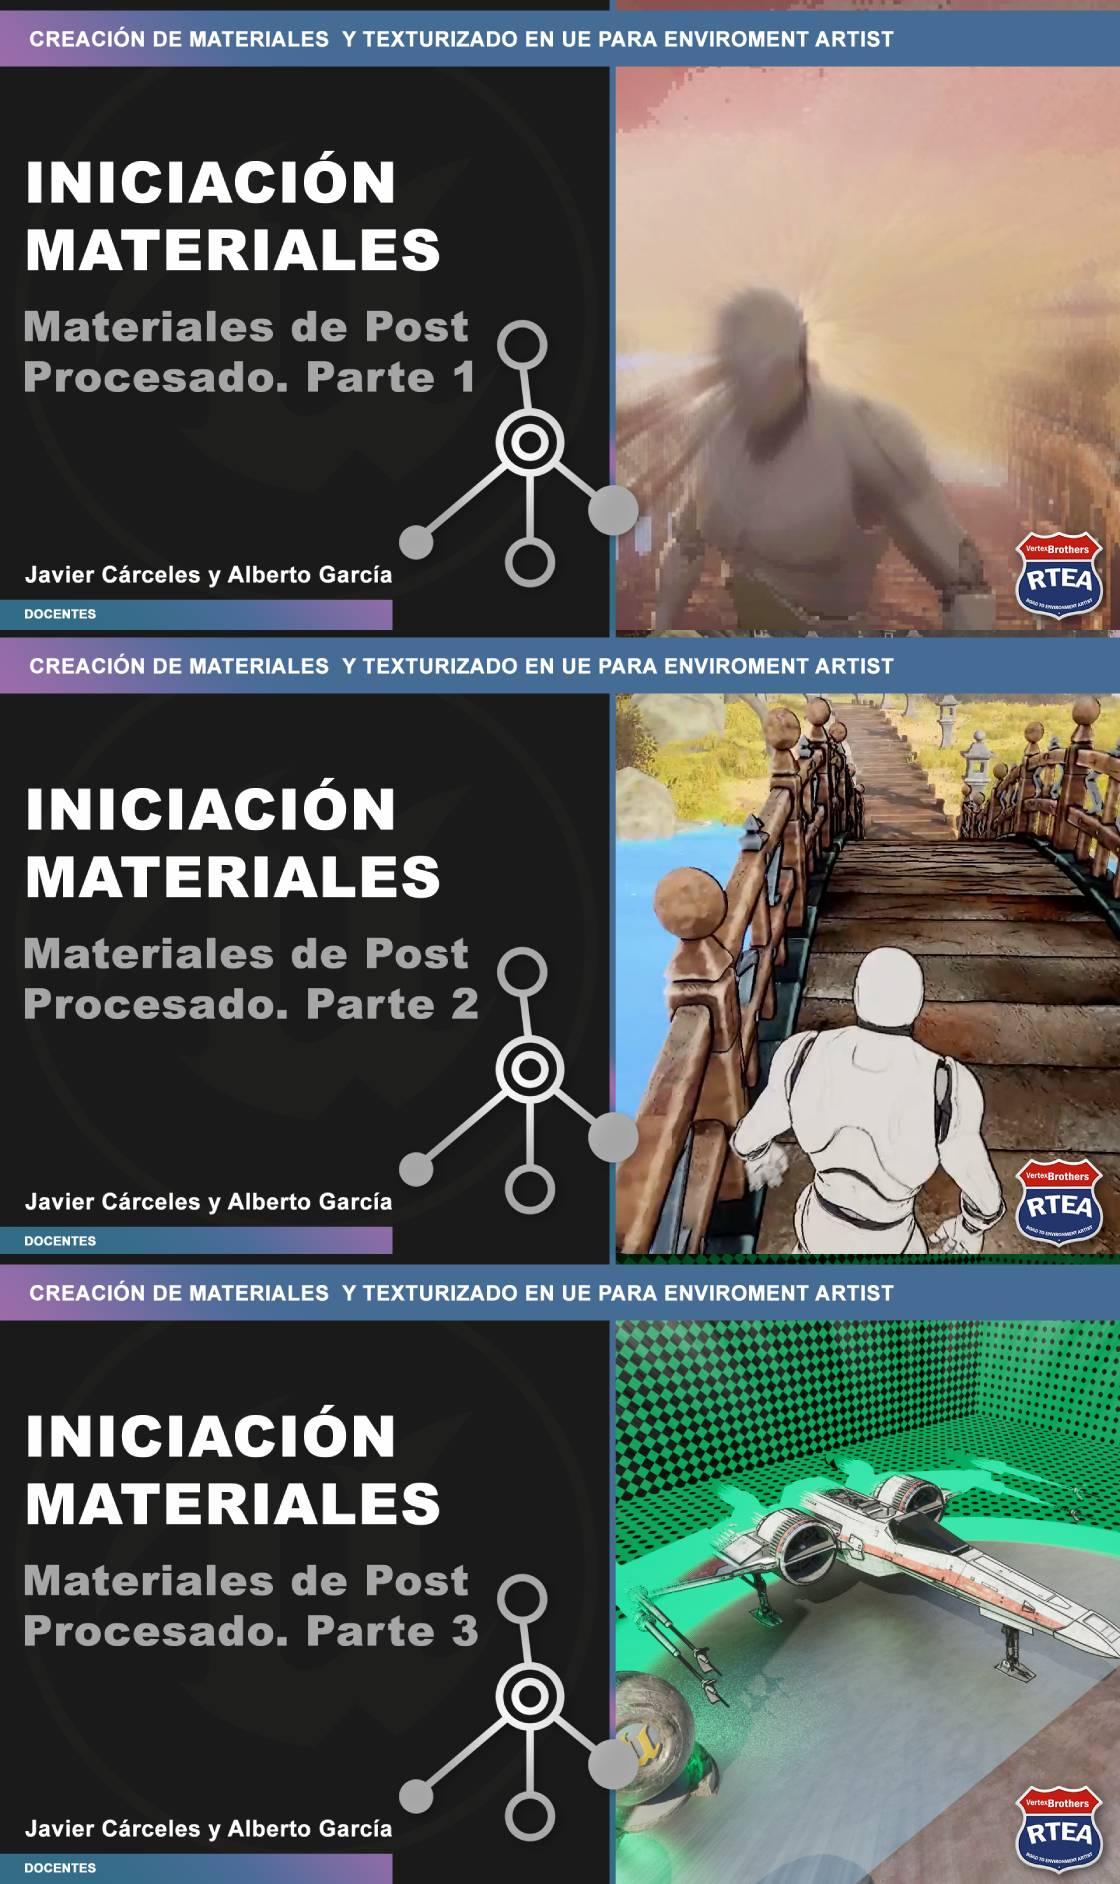 CREACIÓN DE MATERIALES Y TEXTURIZADO EN UE PARA ENVIROMENT ARTIST
INICIACIÓN
MATERIALES
Materiales de Post
Procesado. Parte 1
Javier Cárceles y Alberto García
DOCENTES
VertexBrothers
RTEA
ROAD TO ENVIRONMENT ARTIST
CREACIÓN DE MATERIALES Y TEXTURIZADO EN UE PARA ENVIROMENT ARTIST
INICIACIÓN
MATERIALES
Materiales de Post
Procesado. Parte 2
Javier Cárceles y Alberto García
DOCENTES
VertexBrothers
RTEA
ROAD TO ENVIRONMENT ARTIST
CREACIÓN DE MATERIALES Y TEXTURIZADO EN UE PARA ENVIROMENT ARTIST
INICIACIÓN
MATERIALES
Materiales de Post
Procesado. Parte 3
Javier Cárceles y Alberto García
DOCENTES
VertexBrothers
RTEA
ROAD TO ENVIRONMENT ARTIST